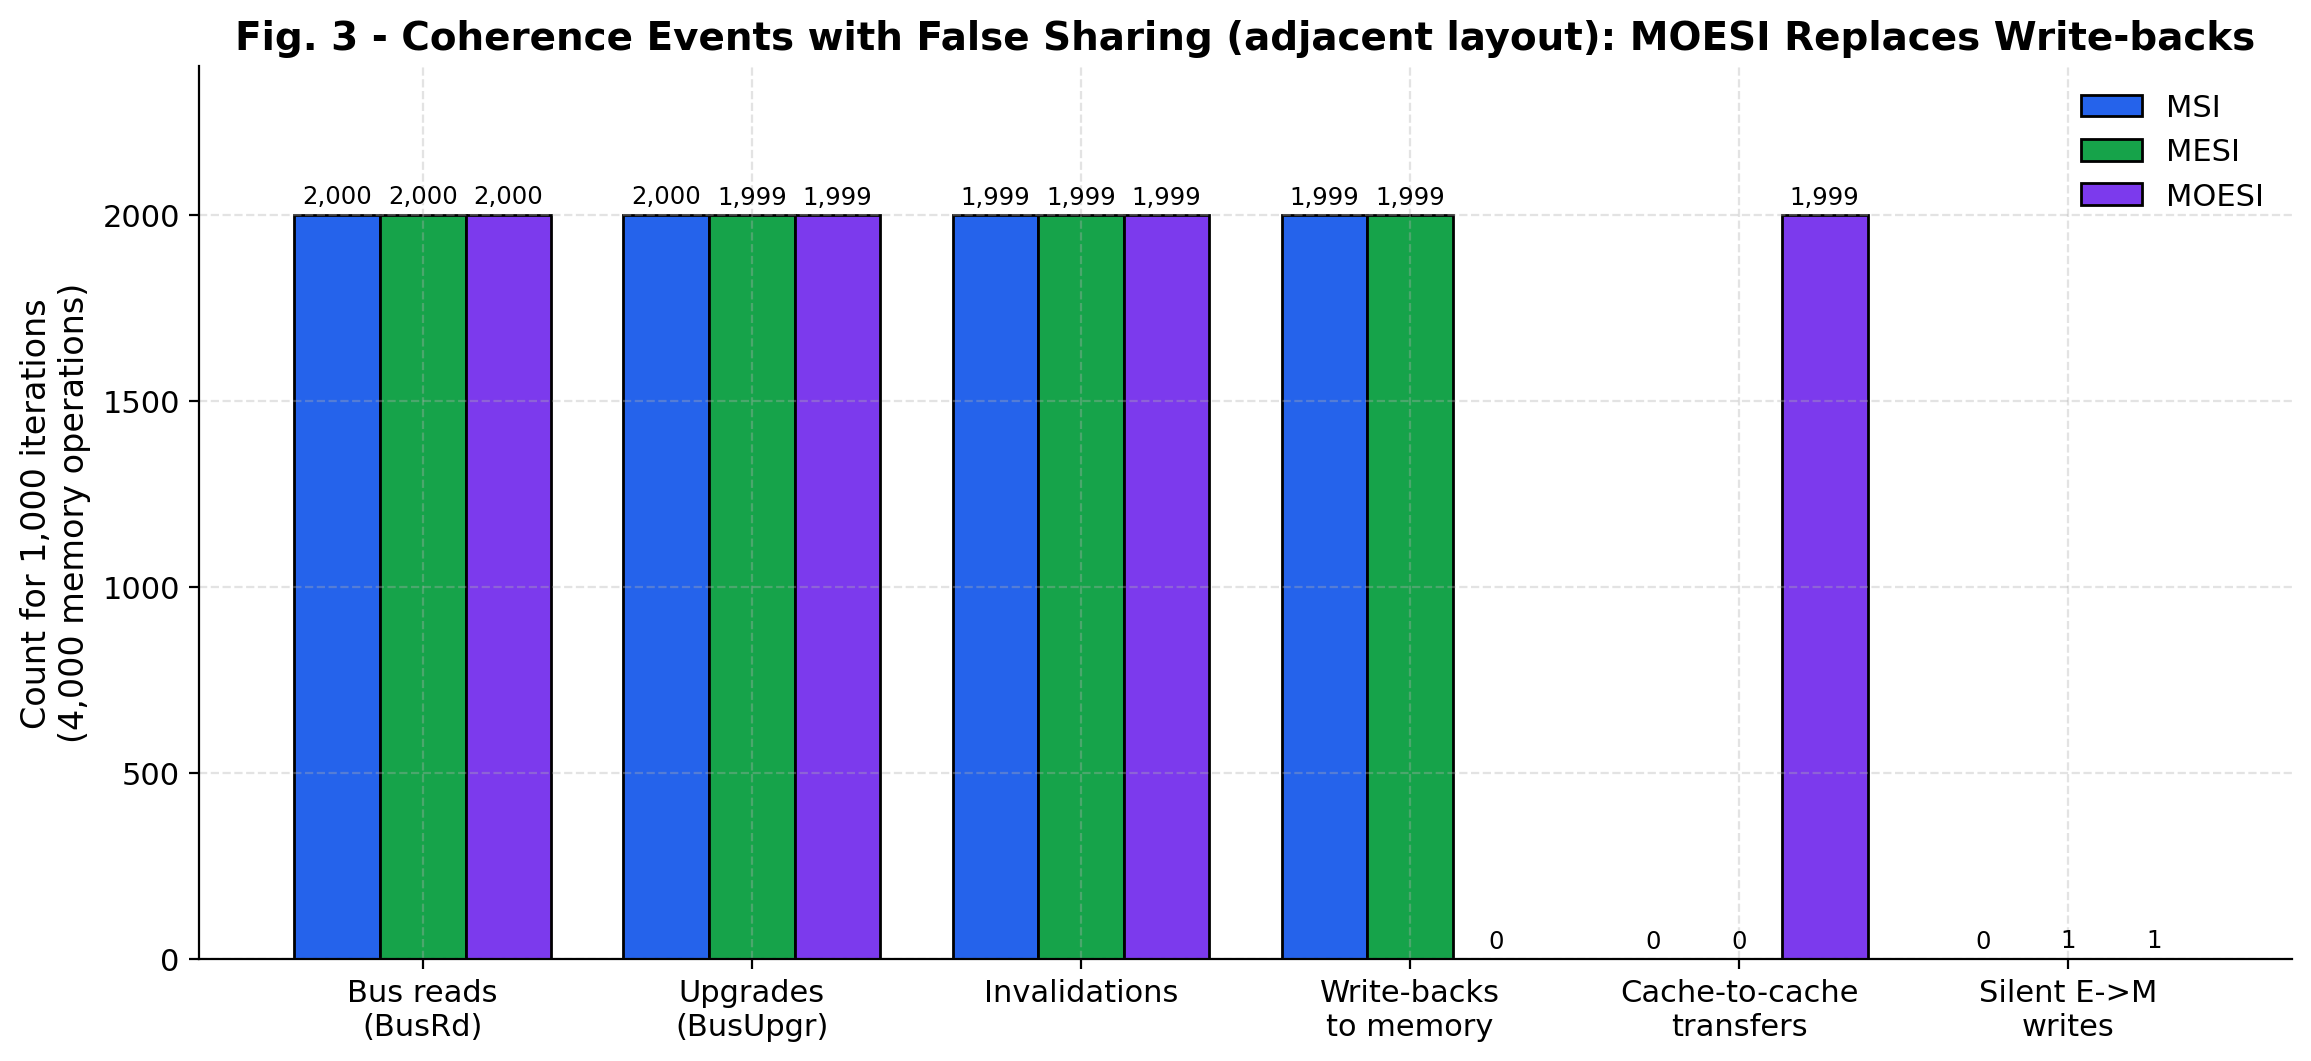 Fig. 3 - Coherence Events with False Sharing (adjacent layout): MOESI Replaces Write-backs
MSI
MESI
MOESI
Count for 1,000 iterations
(4,000 memory operations)
2000
1500
1000
500
0
2,000 2,000 2,000
2,000 1,999 1,999
1,999 1,999 1,999
1,999 1,999 0
0 0 1,999
0 1 1
Bus reads
(BusRd)
Upgrades
(BusUpgr)
Invalidations
Write-backs
to memory
Cache-to-cache
transfers
Silent E->M
writes